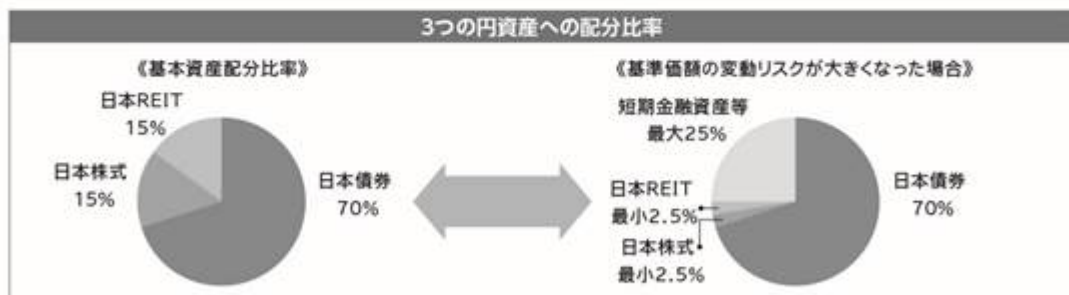 3つの円資産への配分比率
《基本資産配分比率》
日本REIT
15%
日本株式
15%
日本債券
70%
《基準価額の変動リスクが大きくなった場合》
短期金融資産等
最大25%
日本REIT
最小2.5%
日本株式
最小2.5%
日本債券
70%